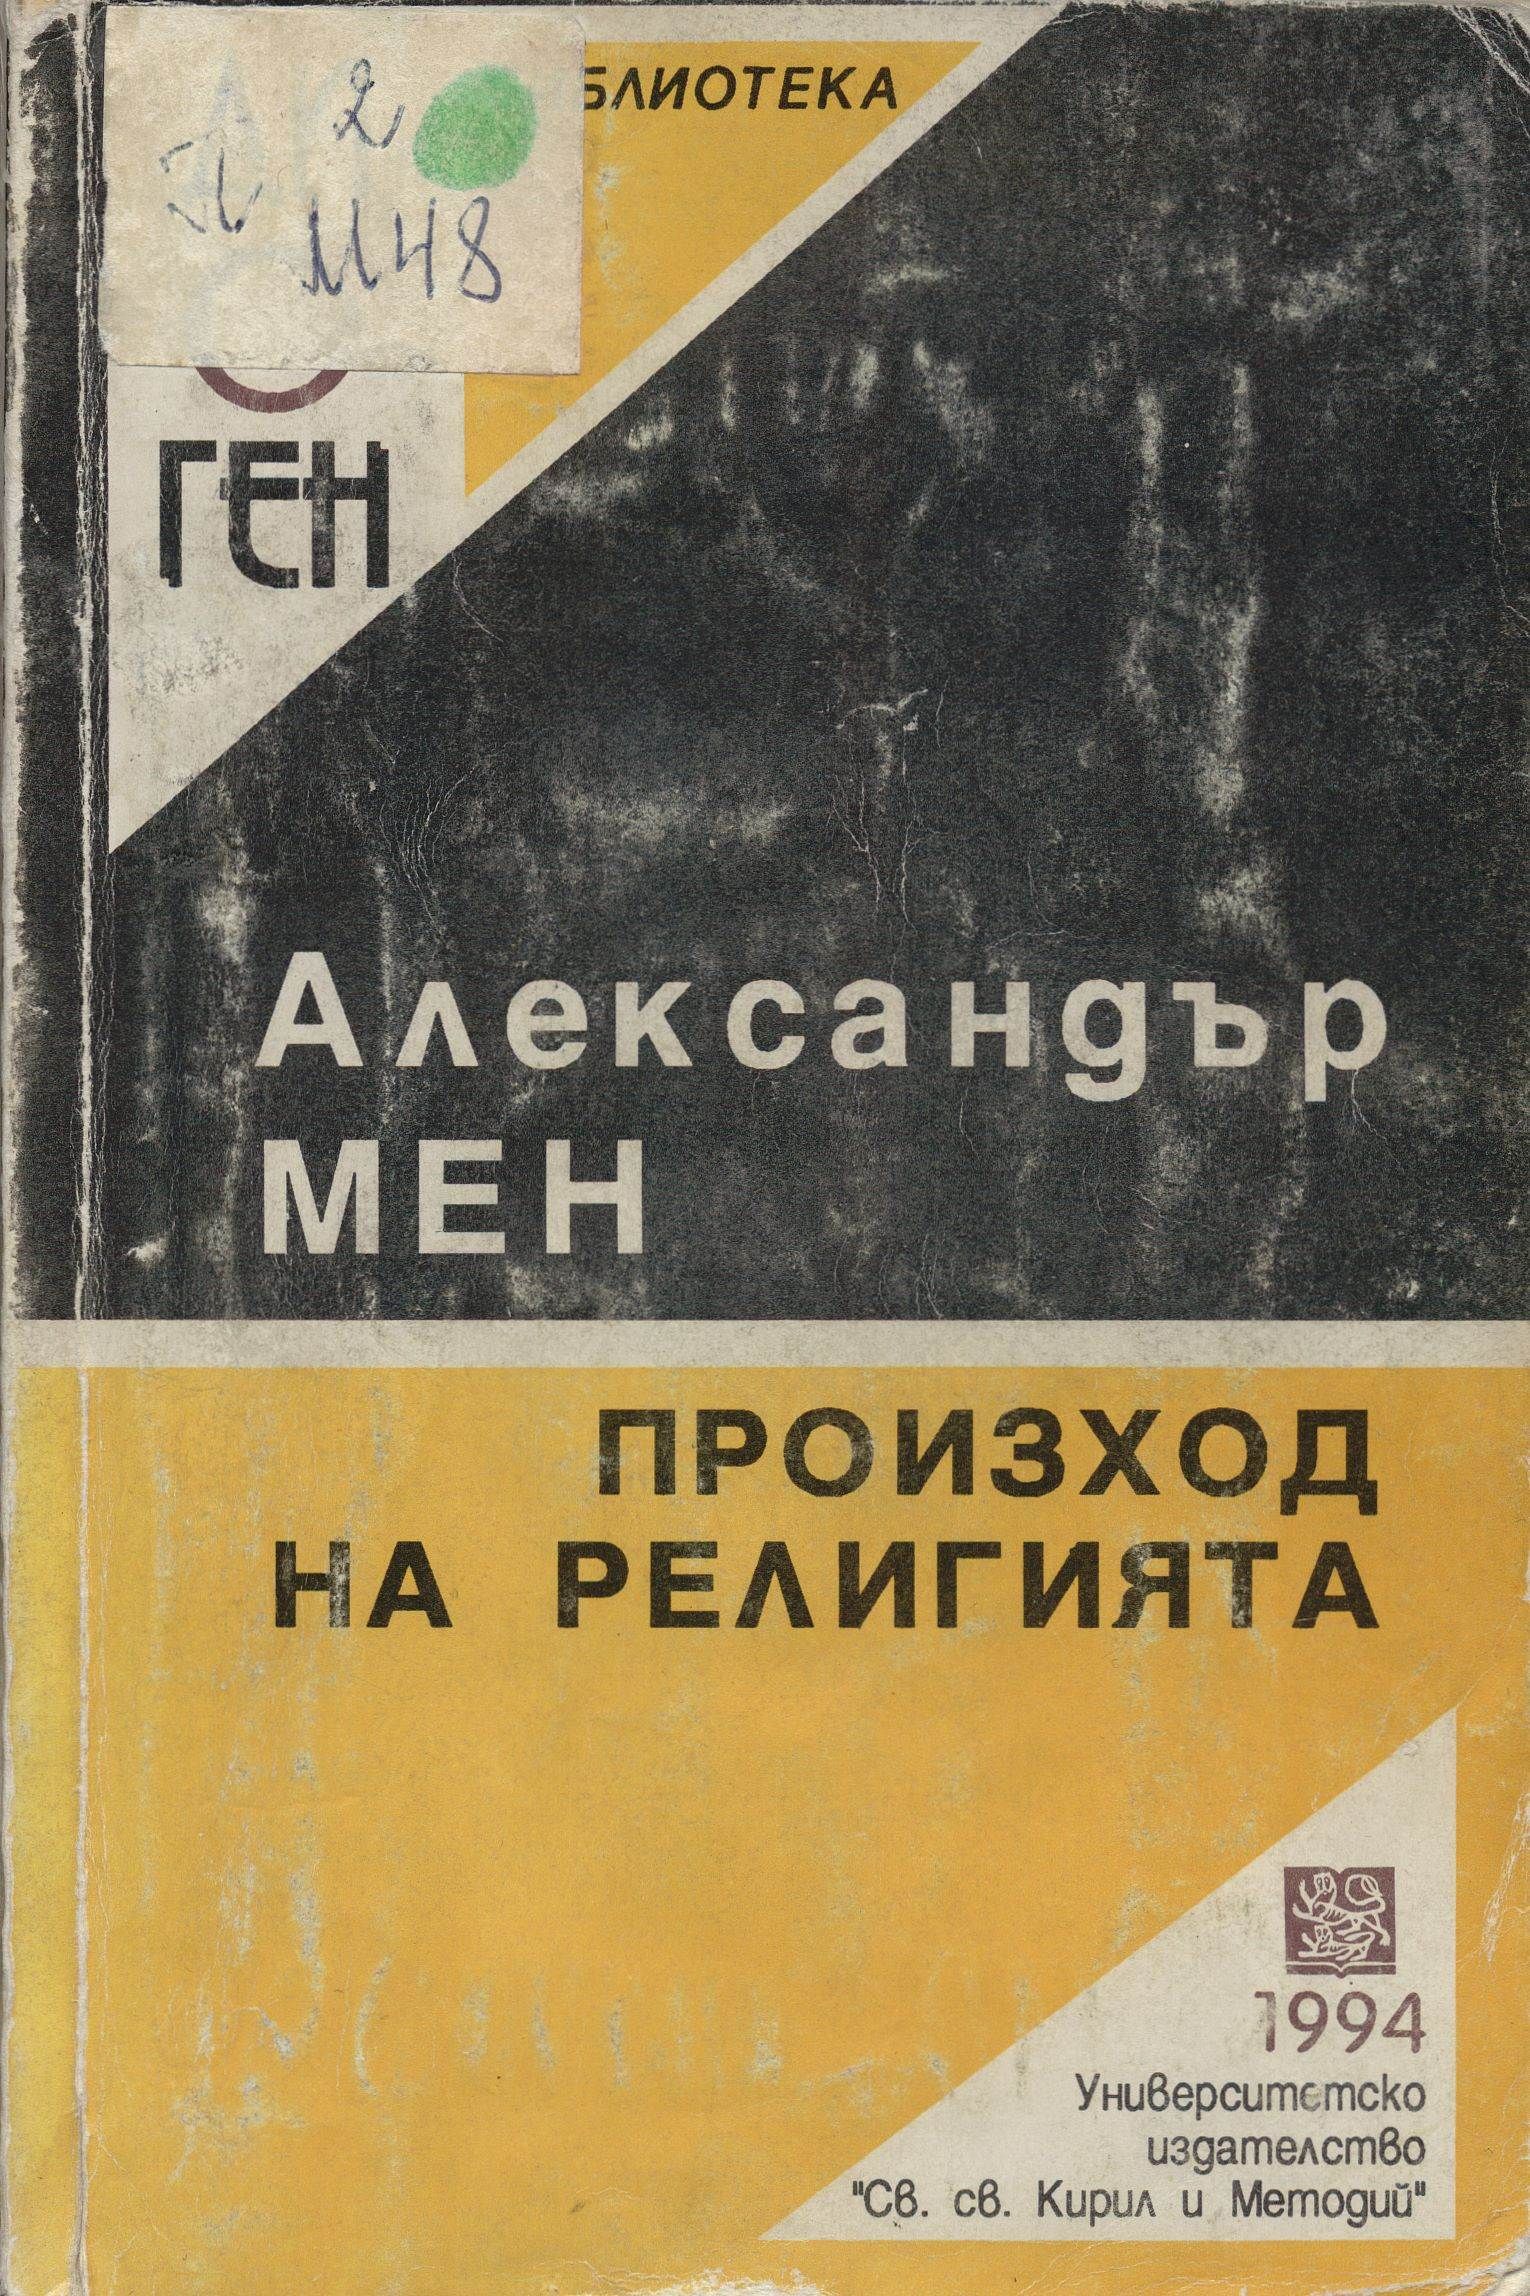 2
М48
БЛИОТЕКА
ГЕН
Александър
МЕН
ПРОИЗХОД
НА РЕЛИГИЯТА
1994
Университетско
издателство
"Св. св. Кирил и Методий"